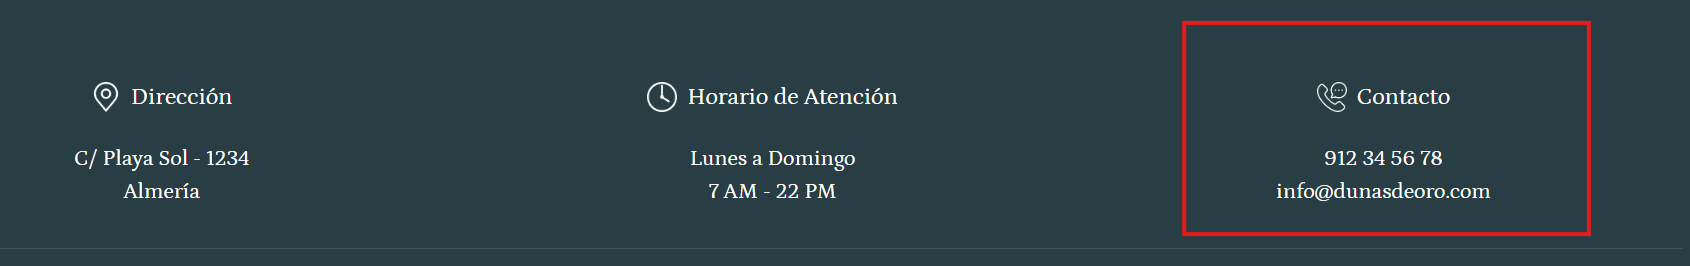 Dirección
C/ Playa Sol - 1234
Almería
Horario de Atención
Lunes a Domingo
7 AM - 22 PM
Contacto
912 34 56 78
info@dunasdeoro.com